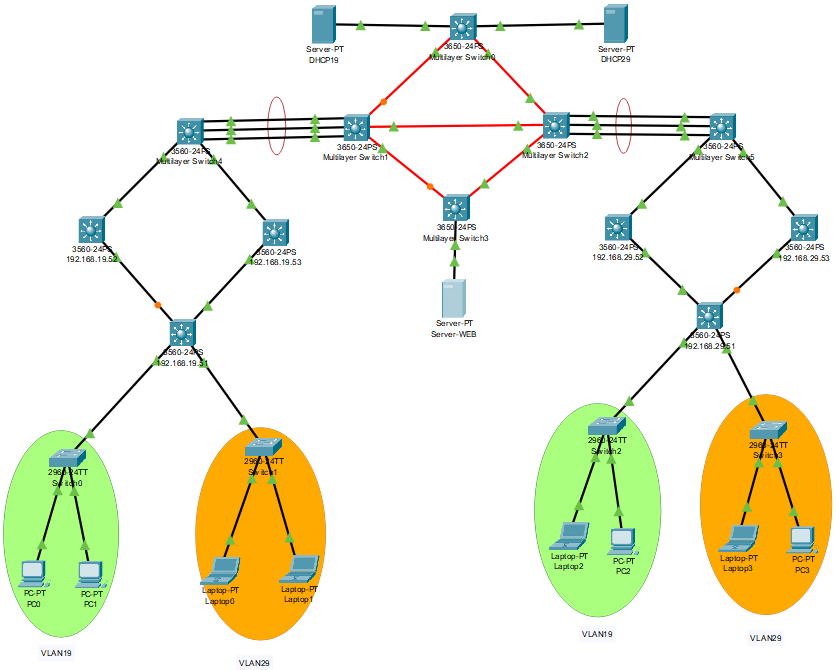 Server-PT
DHCP19
3650-24PS
Multilayer Switch0
Server-PT
DHCP29
3560-24PS
Multilayer Switch4
3650-24PS
Multilayer Switch1
3650-24PS
Multilayer Switch2
3560-24PS
Multilayer Switch5
3650-24PS
Multilayer Switch3
3560-24PS
192.168.19.52
3560-24PS
192.168.19.53
3560-24PS
192.168.29.52
3560-24PS
192.168.29.53
Server-PT
Server-WEB
3560-24PS
192.168.19.51
3560-24PS
192.168.29.51
2960-24TT
Switch0
2960-24TT
Switch1
2960-24TT
Switch2
2960-24TT
Switch3
PC-PT
PC0
PC-PT
PC1
Laptop-PT
Laptop0
Laptop-PT
Laptop1
Laptop-PT
Laptop2
PC-PT
PC2
Laptop-PT
Laptop3
PC-PT
PC3
VLAN19
VLAN29
VLAN19
VLAN29